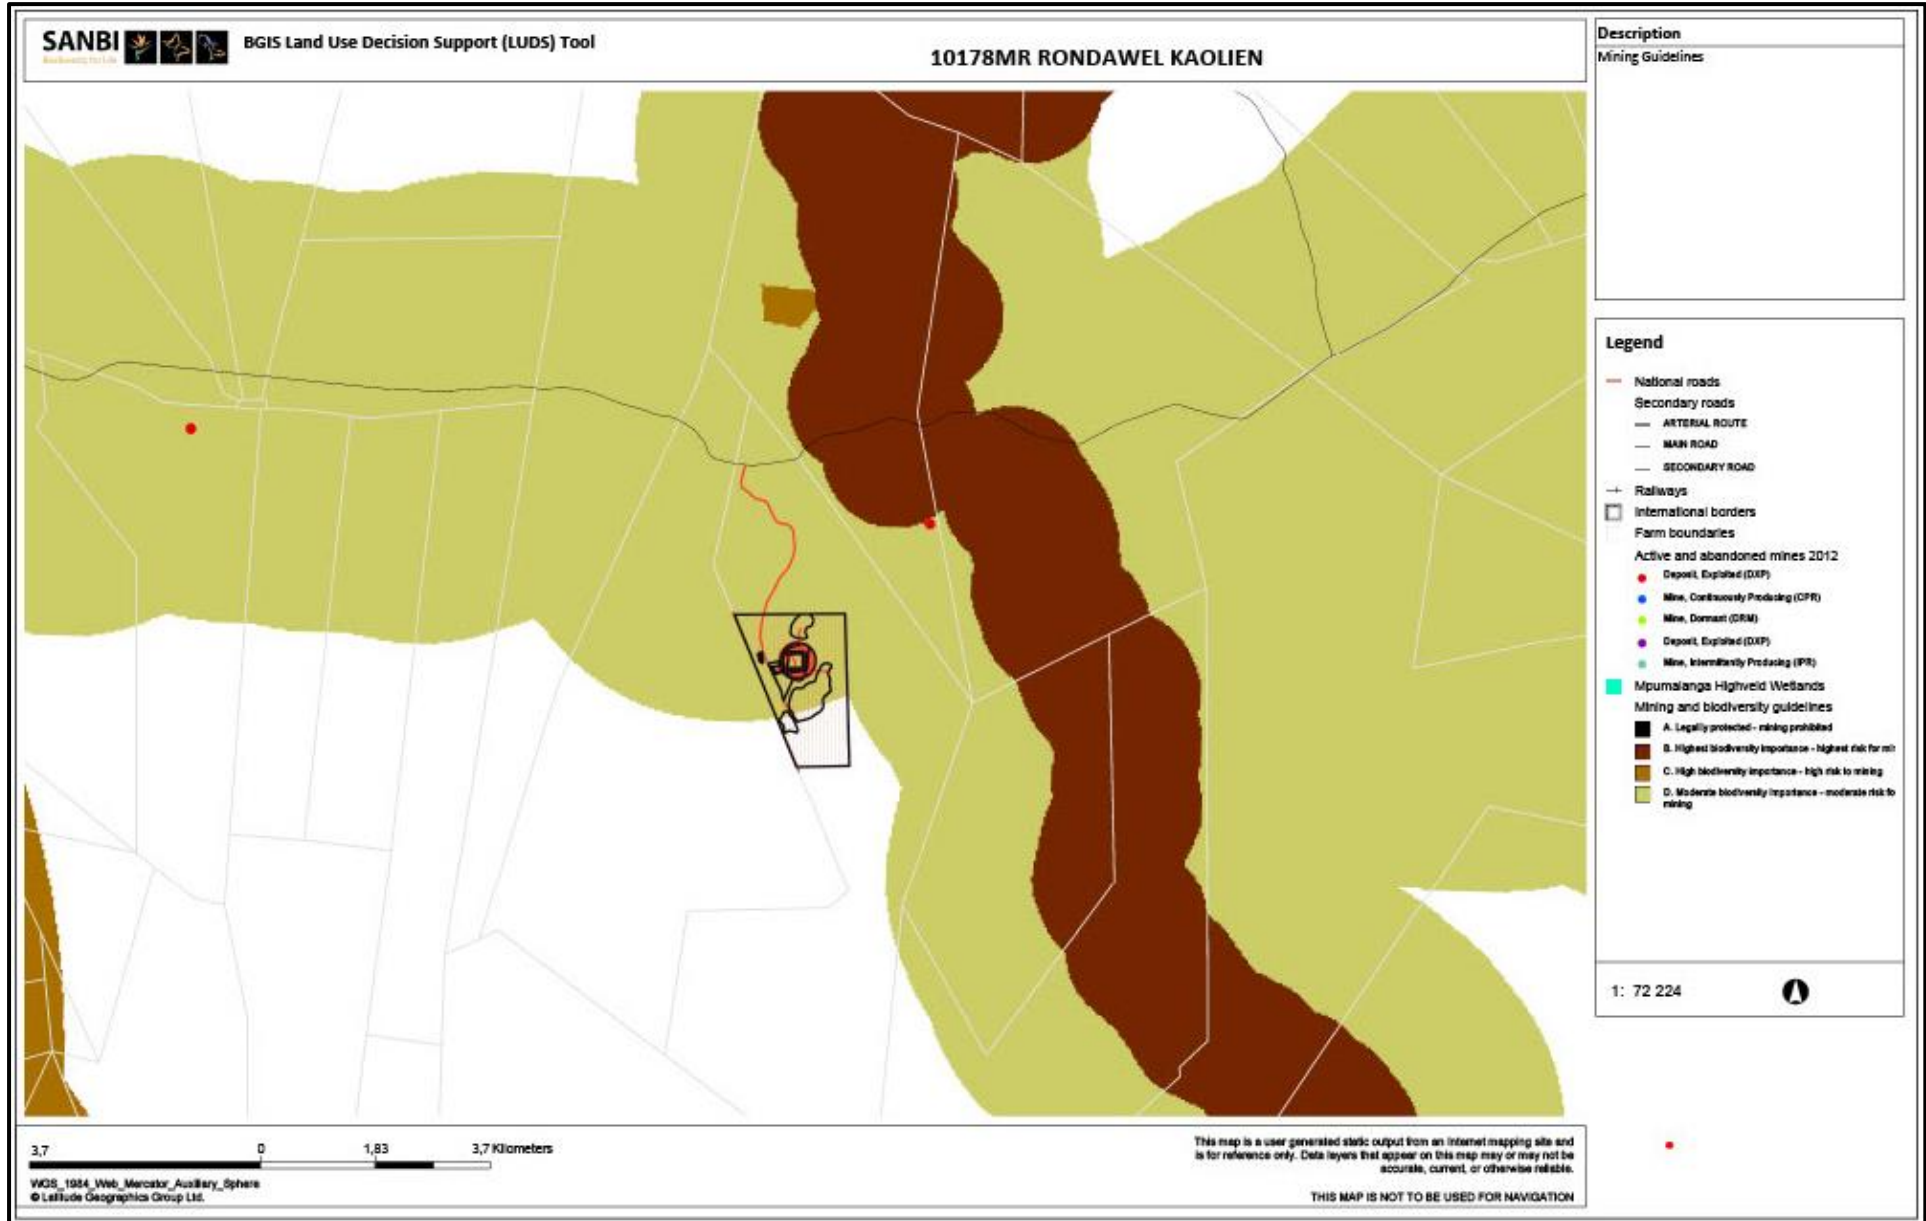 SANBI
Biodiversity for Life
BGIS Land Use Decision Support (LUDS) Tool
10178MR RONDAWEL KAOLIEN
Description
Mining Guidelines
Legend
National roads
Secondary roads
ARTERIAL ROUTE
MAIN ROAD
SECONDARY ROAD
Railways
International borders
Farm boundaries
Active and abandoned mines 2012
Deposit, Exploited (DXP)
Mine, Continuously Producing (CPR)
Mine, Dormant (DRM)
Deposit, Exploited (DXP)
Mine, Intermittently Producing (IPR)
Mpumalanga Highveld Wetlands
Mining and biodiversity guidelines
A. Legally protected - mining prohibited
B. Highest biodiversity importance - highest risk for mi
C. High biodiversity importance - high risk to mining
D. Moderate biodiversity importance - moderate risk fo
mining
1: 72 224
3,7 0 1,83 3,7 Kilometers
WGS_1984_Web_Mercator_Auxiliary_Sphere
© Latitude Geographics Group Ltd.
This map is a user generated static output from an Internet mapping site and
is for reference only. Data layers that appear on this map may or may not be
accurate, current, or otherwise reliable.
THIS MAP IS NOT TO BE USED FOR NAVIGATION